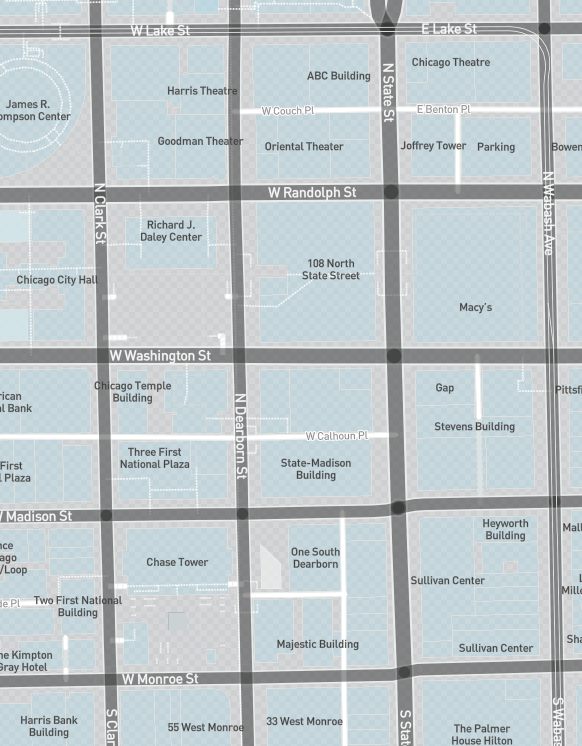 W Lake St
E Lake St
Chicago Theatre
ABC Building
N State St
Harris Theatre
James R.
mpson Center
W Couch Pl
E Benton Pl
Goodman Theater
Oriental Theater
Joffrey Tower
Parking
Bowen
W Randolph St
N Clark St
N Wabash Ave
Richard J.
Daley Center
108 North
State Street
Chicago City Hall
Macy's
W Washington St
rican
al Bank
Chicago Temple
Building
Gap
Pittsfi
N Dearborn St
Stevens Building
W Calhoun Pl
First
l Plaza
Three First
National Plaza
State-Madison
Building
W Madison St
Heyworth
Building
Mall
nce
ago
/Loop
Chase Tower
One South
Dearborn
Sullivan Center
L
Mille
de Pl
Two First National
Building
Majestic Building
Sullivan Center
Sha
he Kimpton
Gray Hotel
W Monroe St
S Clar
S Stat
S Wabas
Harris Bank
Building
55 West Monroe
33 West Monroe
The Palmer
House Hilton